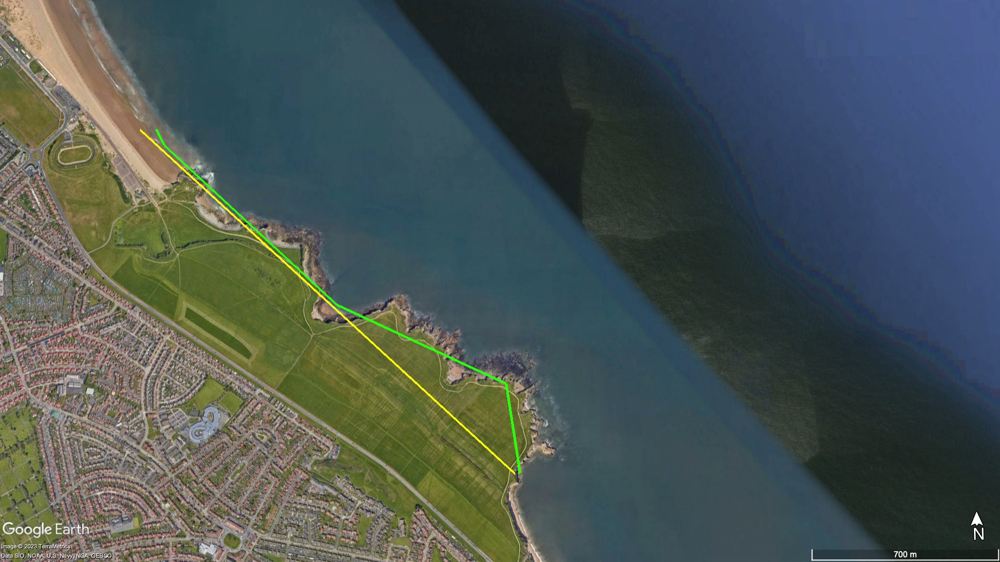 Google Earth
Image © 2023 TerraMetrics
Data SIO, NOAA, U.S. Navy, NGA, GEBCO
N
700 m